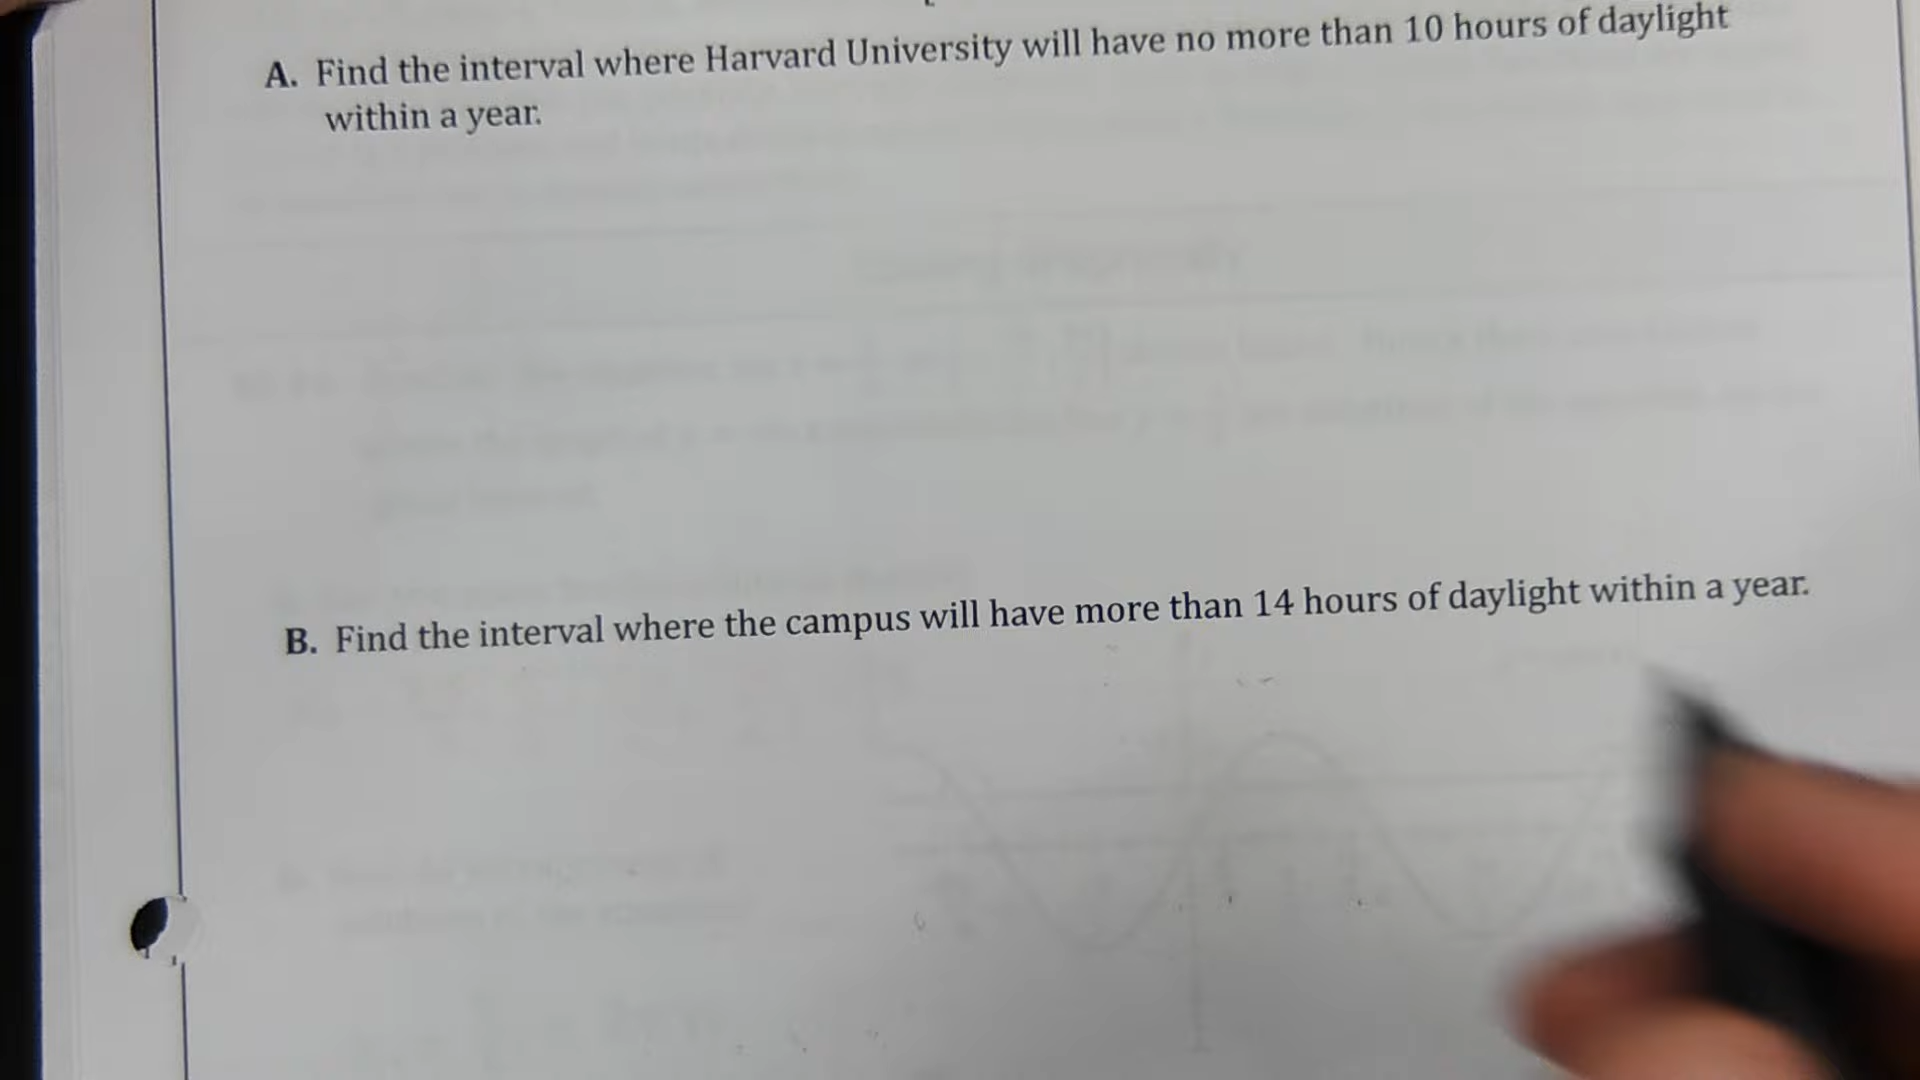 A. Find the interval where Harvard University will have no more than 10 hours of daylight
within a year.
B. Find the interval where the campus will have more than 14 hours of daylight within a year.